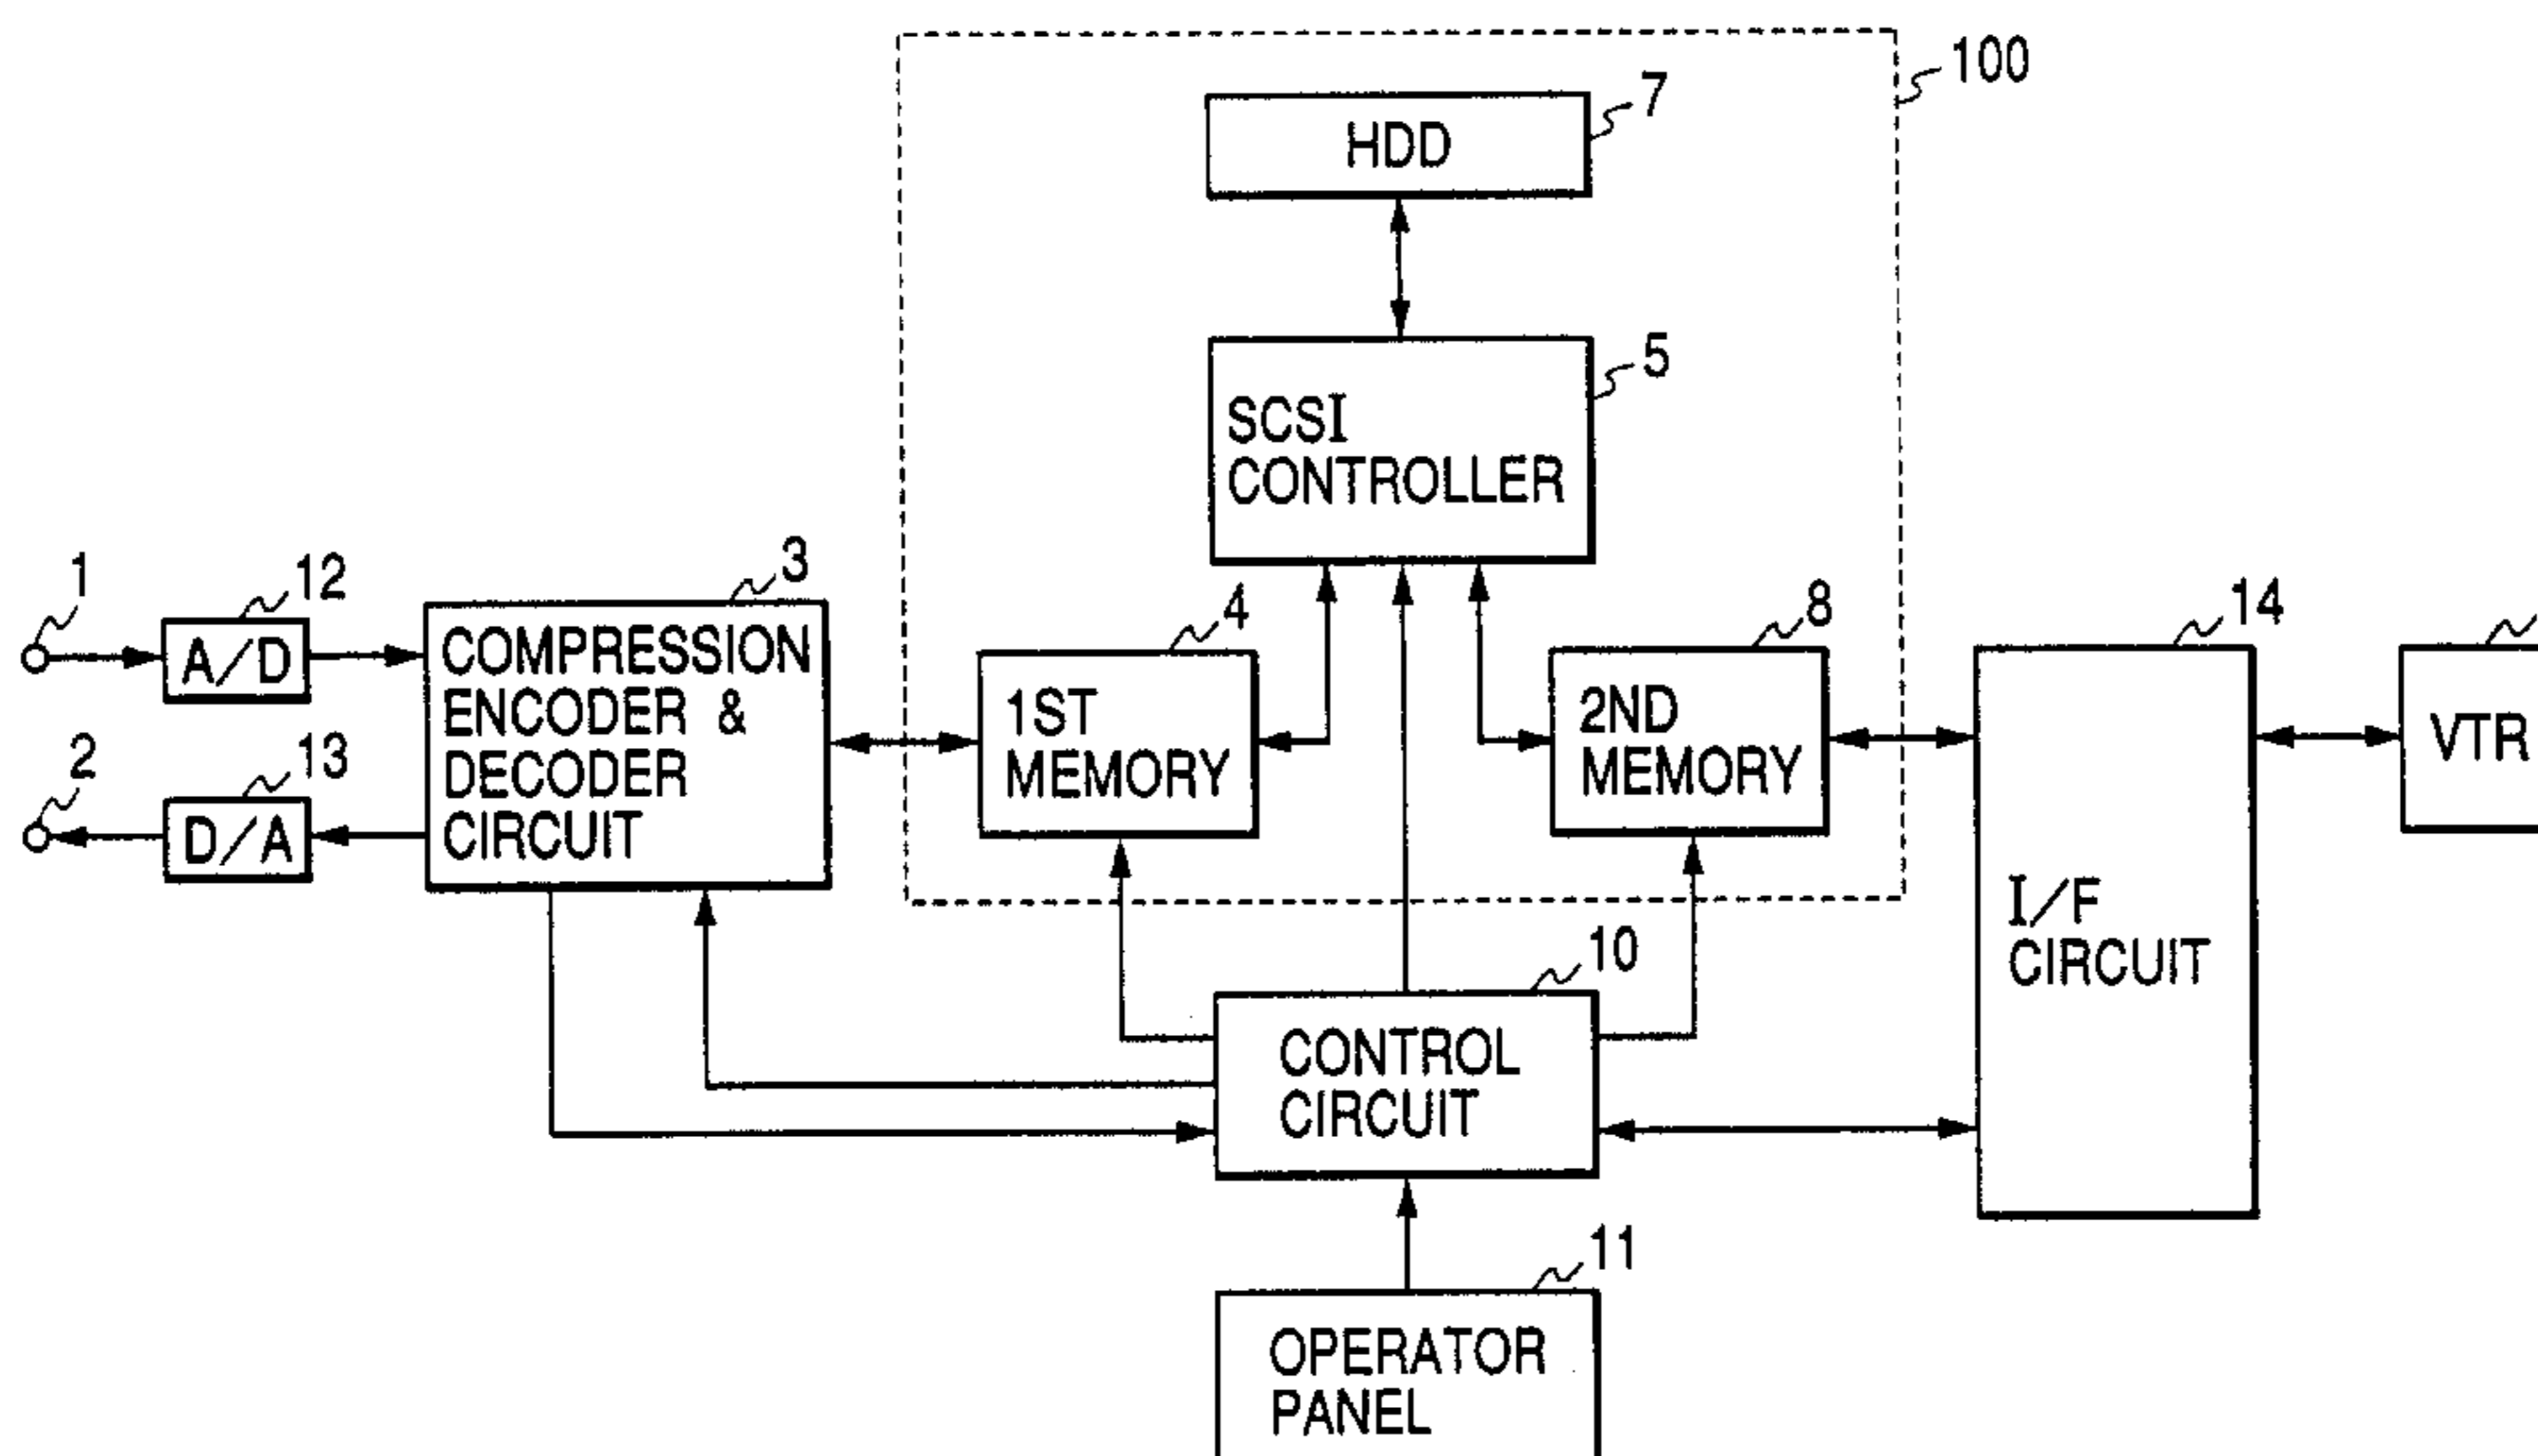 100
7
HDD
5
SCSI
CONTROLLER
1
12
A/D
3
COMPRESSION
ENCODER &
DECODER
CIRCUIT
2
13
D/A
4
1ST
MEMORY
8
2ND
MEMORY
14
I/F
CIRCUIT
VTR
10
CONTROL
CIRCUIT
11
OPERATOR
PANEL